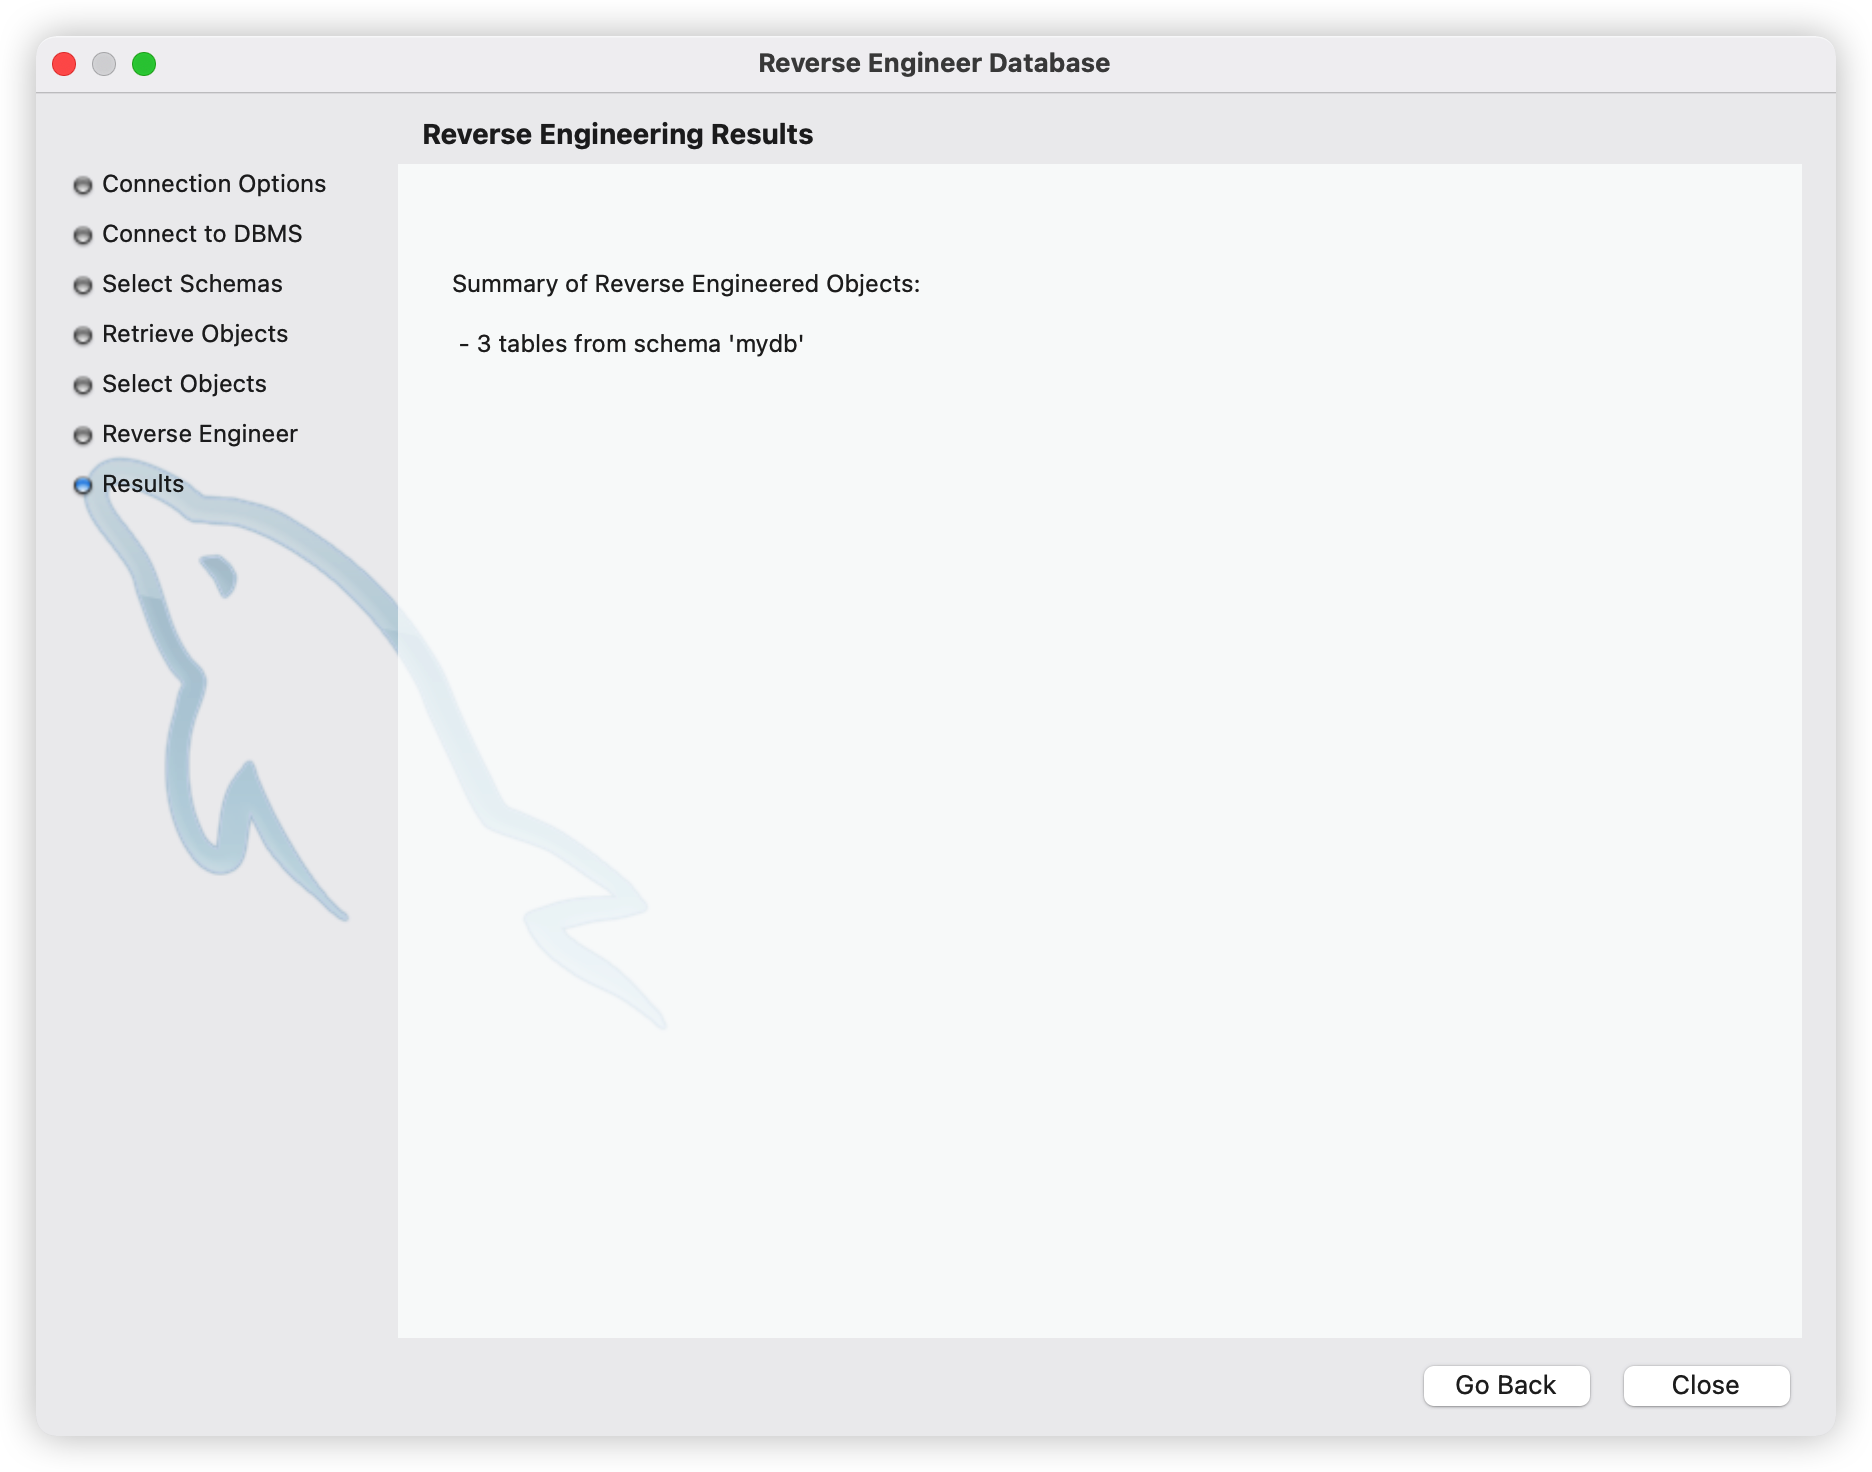 Reverse Engineer Database
Reverse Engineering Results
Connection Options
Connect to DBMS
Select Schemas
Retrieve Objects
Select Objects
Reverse Engineer
Results
Summary of Reverse Engineered Objects:
- 3 tables from schema 'mydb'
Go Back
Close